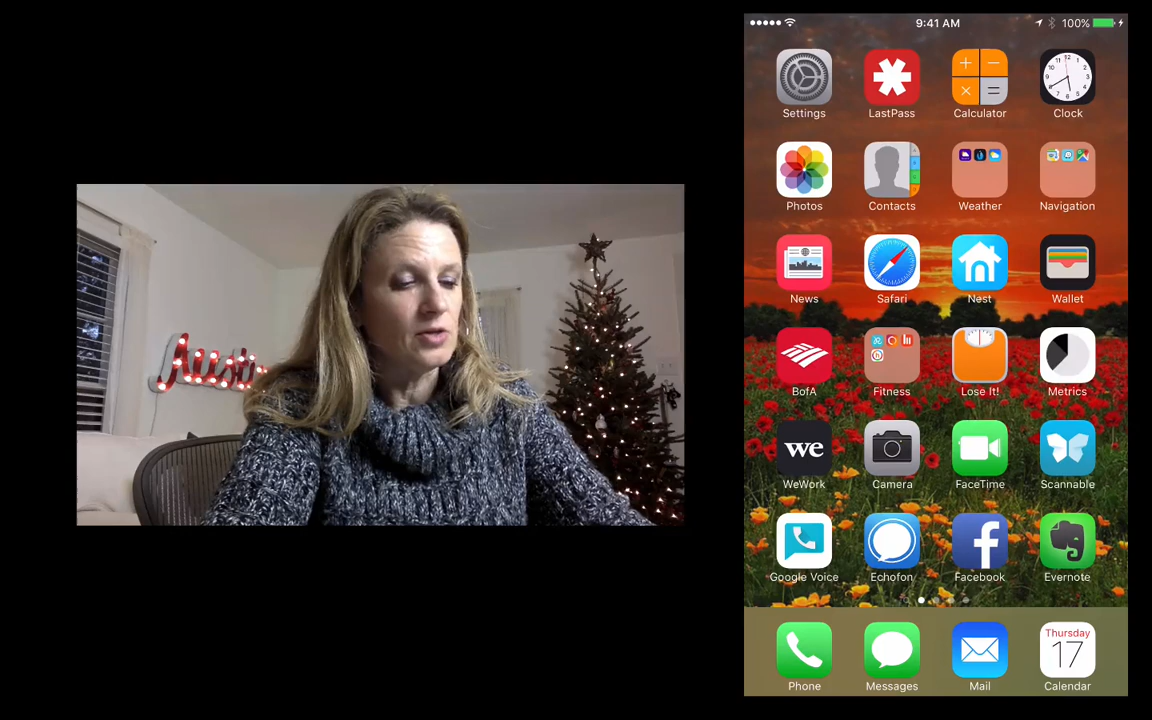 Austin
9:41 AM
100%
Settings
LastPass
Calculator
Clock
Photos
Contacts
Weather
Navigation
News
Safari
Nest
Wallet
BofA
Fitness
Lose It!
Metrics
we
WeWork
Camera
FaceTime
Scannable
Google Voice
Echofon
Facebook
Evernote
Thursday
17
Phone
Messages
Mail
Calendar